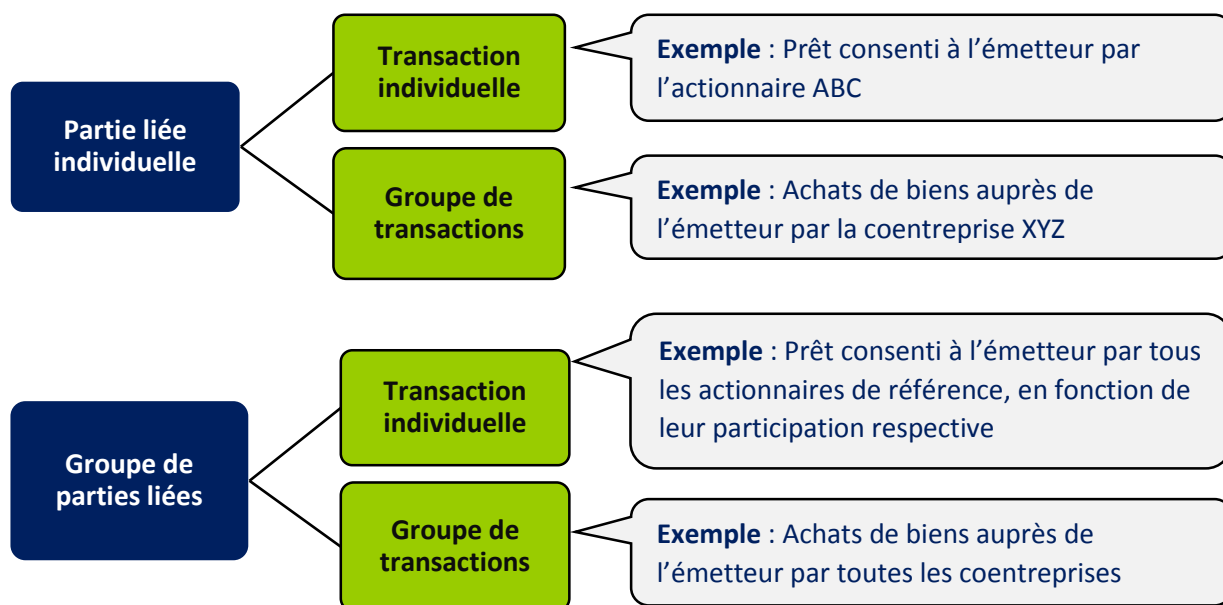 Partie liée
individuelle
Transaction
individuelle
Exemple : Prêt consenti à l’émetteur par
l’actionnaire ABC
Groupe de
transactions
Exemple : Achats de biens auprès de
l’émetteur par la coentreprise XYZ
Groupe de
parties liées
Transaction
individuelle
Exemple : Prêt consenti à l’émetteur par tous
les actionnaires de référence, en fonction de
leur participation respective
Groupe de
transactions
Exemple : Achats de biens auprès de
l’émetteur par toutes les coentreprises